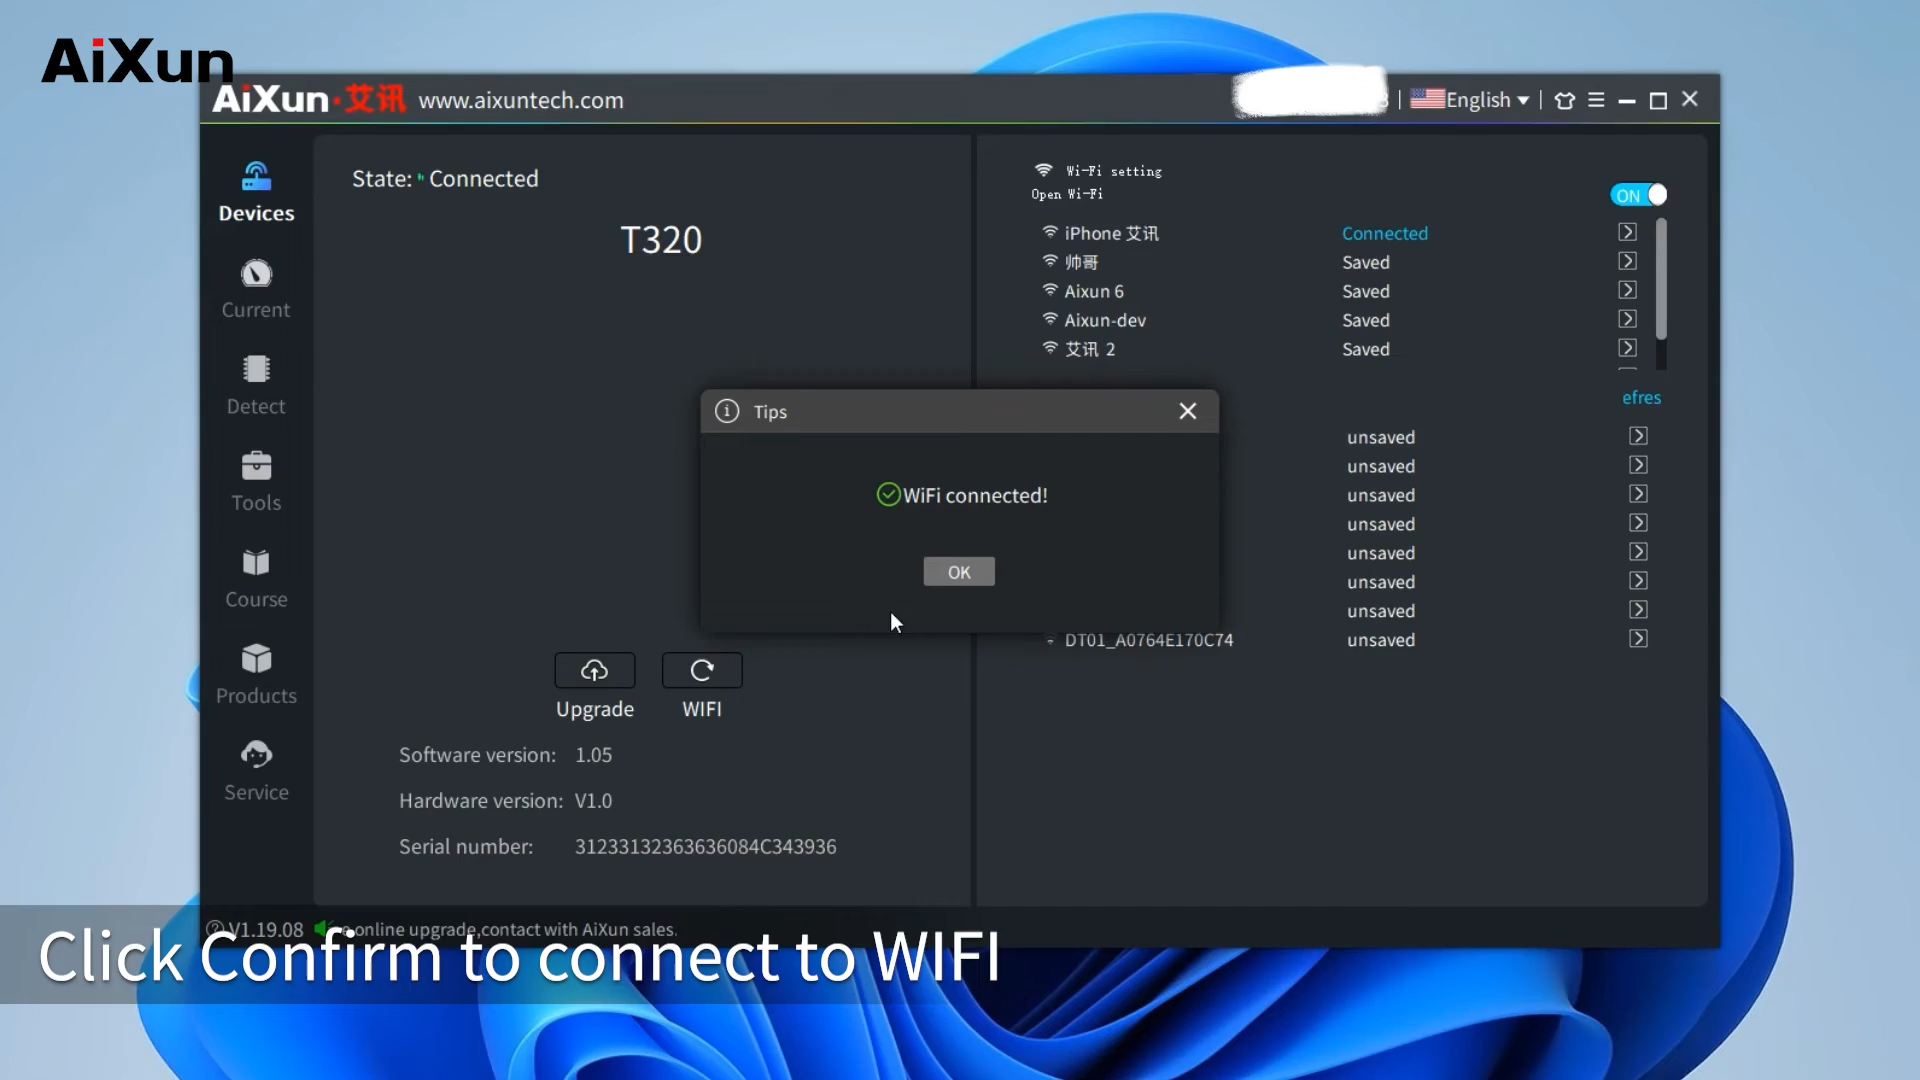 AiXun
AiXun·艾讯 www.aixuntech.com
English
State: Connected
T320
Devices
Current
Detect
Tools
Course
Products
Service
Upgrade
WIFI
Software version: 1.05
Hardware version: V1.0
Serial number: 31233132363636084C343936
Wi-Fi setting
Open Wi-Fi
ON
iPhone 艾讯 Connected
帅哥 Saved
Aixun 6 Saved
Aixun-dev Saved
艾讯 2 Saved
efres
unsaved
unsaved
unsaved
unsaved
unsaved
unsaved
unsaved
DT01_A0764E170C74 unsaved
Tips
WiFi connected!
OK
V1.19.08 online upgrade,contact with AiXun sales.
Click Confirm to connect to WIFI